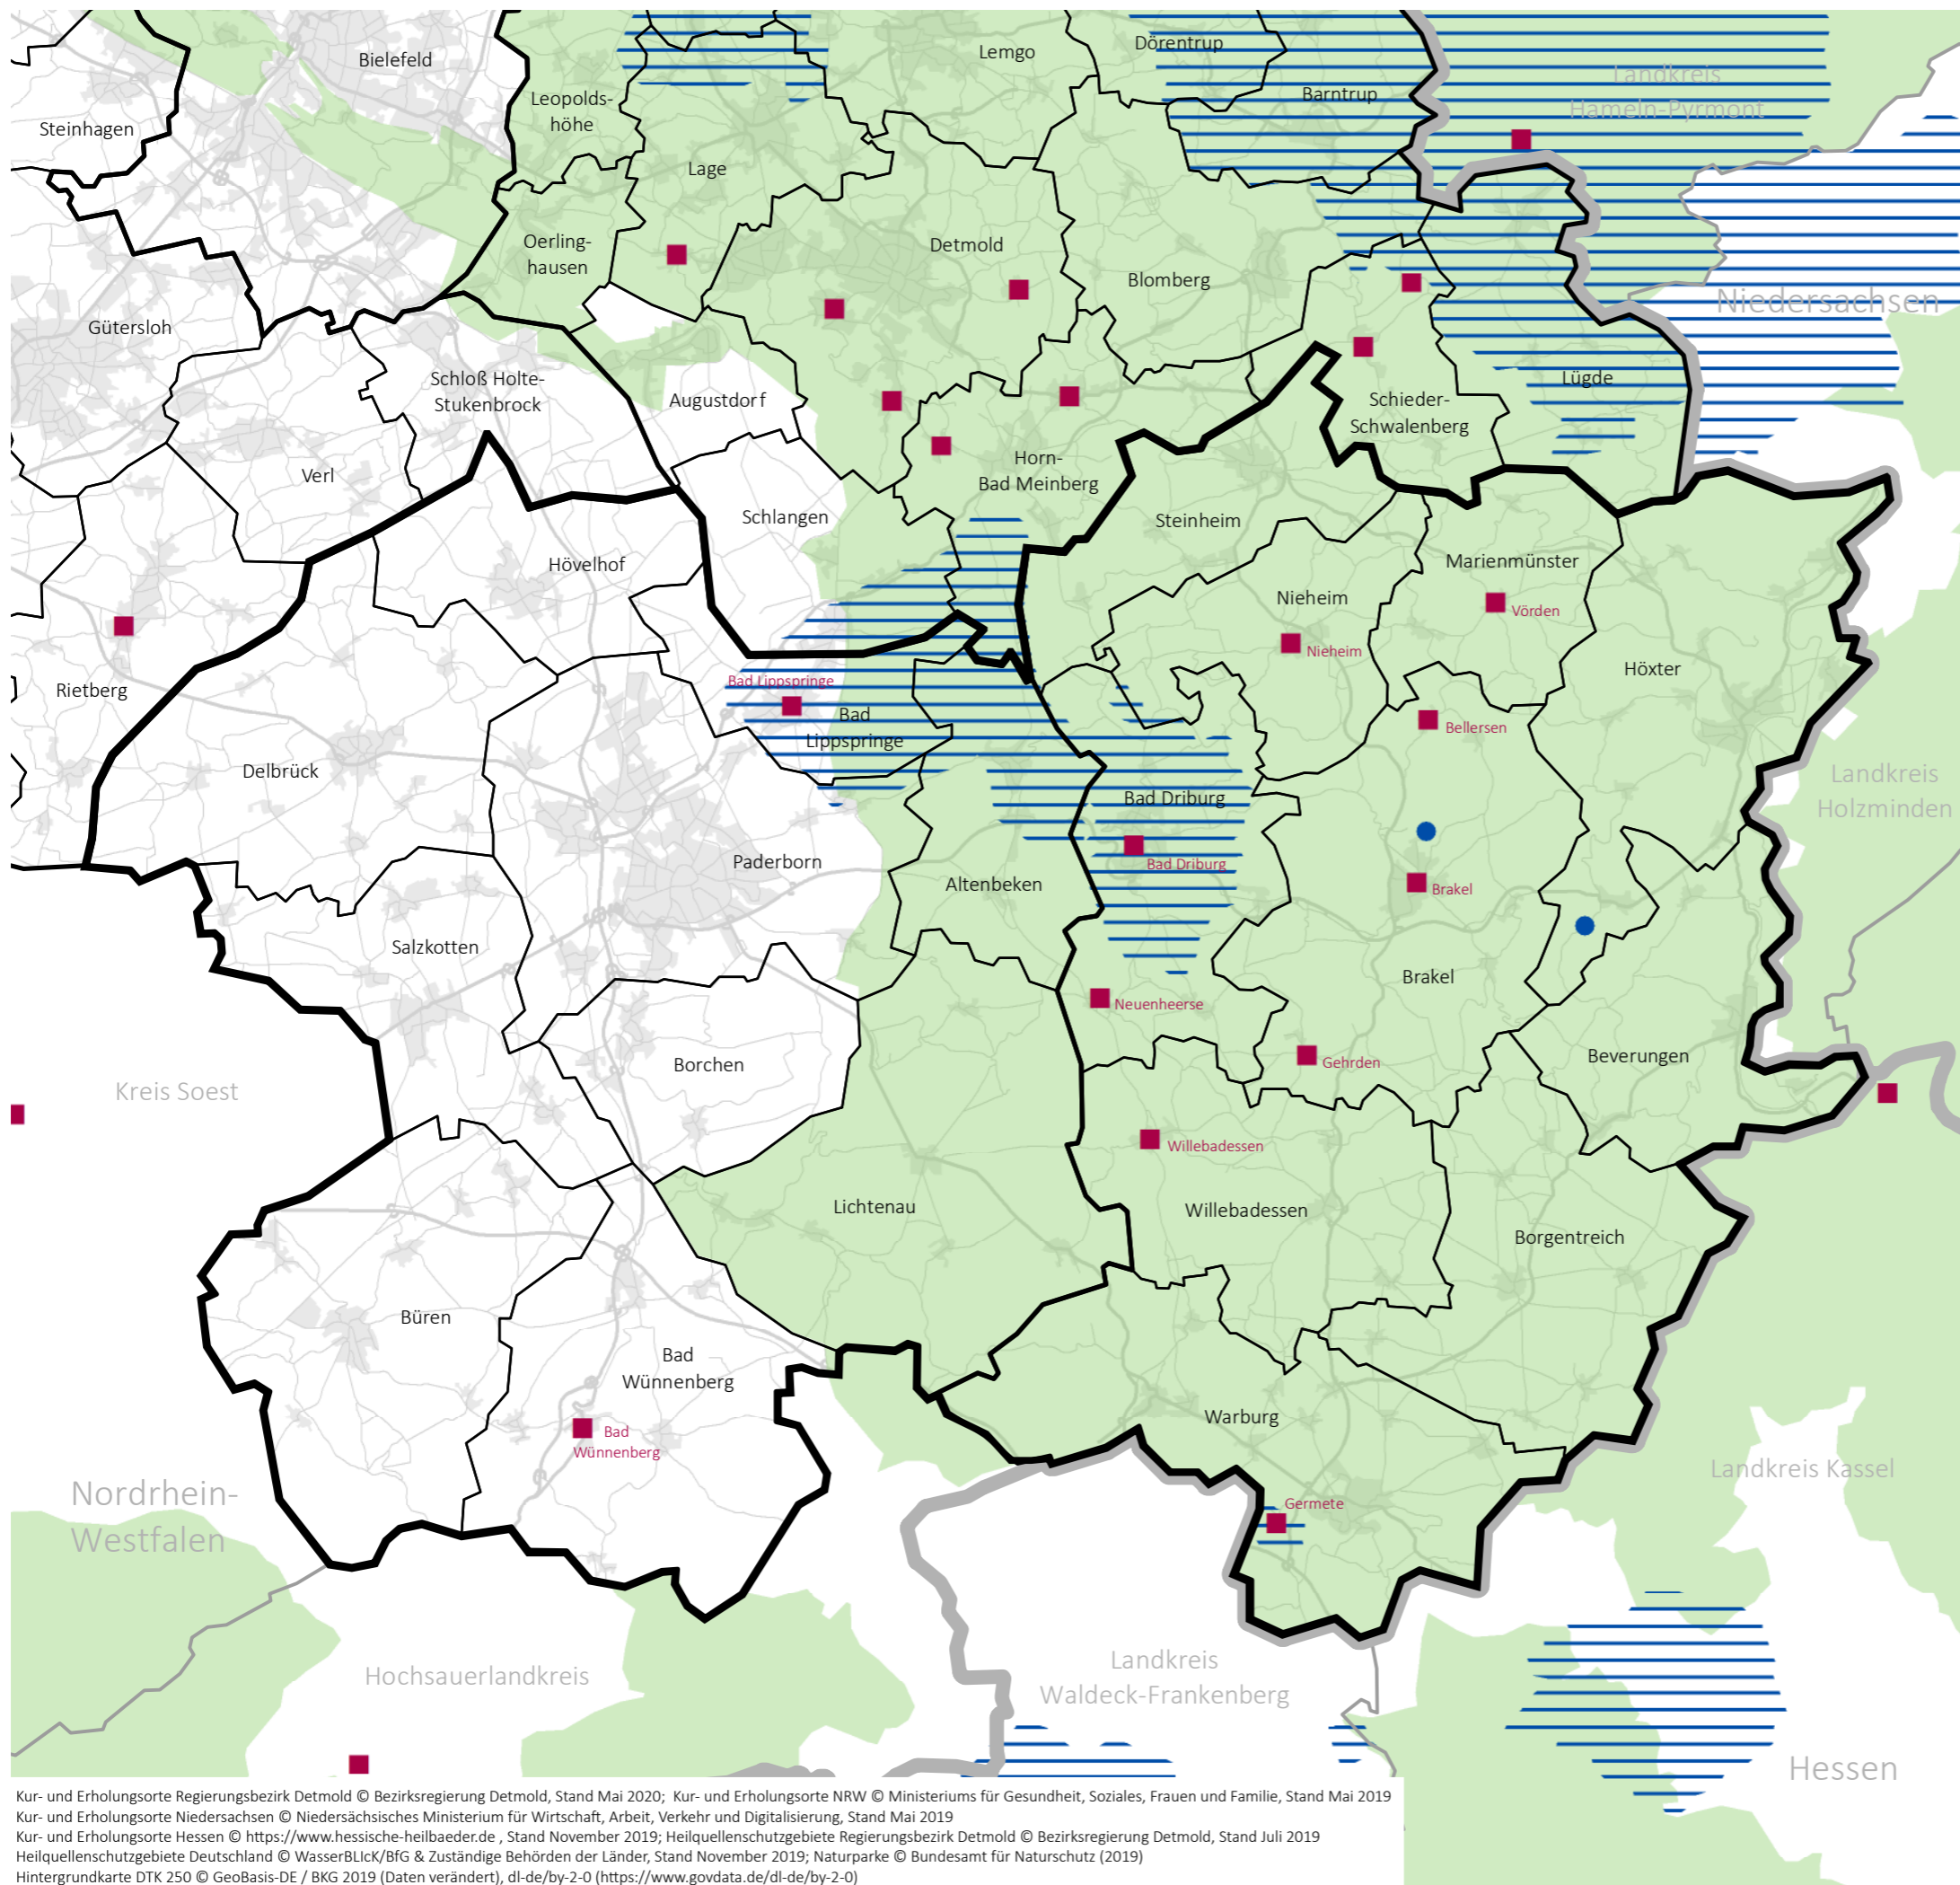 Bielefeld
Lemgo
Dörentrup
Landkreis
Hameln-Pyrmont
Barntrup
Leopolds-
höhe
Steinhagen
Lage
Oerling-
hausen
Detmold
Blomberg
Niedersachsen
Gütersloh
Schloß Holte-
Stukenbrock
Augustdorf
Lügde
Schieder-
Schwalenberg
Verl
Horn-
Bad Meinberg
Schlangen
Steinheim
Hövelhof
Marienmünster
Nieheim
Vörden
Nieheim
Höxter
Rietberg
Bad Lippspringe
Bad
Lippspringe
Bellersen
Delbrück
Landkreis
Holzminden
Bad Driburg
Paderborn
Bad Driburg
Altenbeken
Brakel
Salzkotten
Brakel
Neuenheerse
Beverungen
Borchen
Gehrden
Kreis Soest
Willebadessen
Lichtenau
Willebadessen
Borgentreich
Büren
Bad
Wünnenberg
Warburg
Bad
Wünnenberg
Landkreis Kassel
Nordrhein-
Westfalen
Germete
Hochsauerlandkreis
Landkreis
Waldeck-Frankenberg
Hessen
Kur- und Erholungsorte Regierungsbezirk Detmold © Bezirksregierung Detmold, Stand Mai 2020; Kur- und Erholungsorte NRW © Ministeriums für Gesundheit, Soziales, Frauen und Familie, Stand Mai 2019
Kur- und Erholungsorte Niedersachsen © Niedersächsisches Ministerium für Wirtschaft, Arbeit, Verkehr und Digitalisierung, Stand Mai 2019
Kur- und Erholungsorte Hessen © https://www.hessische-heilbaeder.de , Stand November 2019; Heilquellenschutzgebiete Regierungsbezirk Detmold © Bezirksregierung Detmold, Stand Juli 2019
Heilquellenschutzgebiete Deutschland © WasserBLIcK/BfG & Zuständige Behörden der Länder, Stand November 2019; Naturparke © Bundesamt für Naturschutz (2019)
Hintergrundkarte DTK 250 © GeoBasis-DE / BKG 2019 (Daten verändert), dl-de/by-2-0 (https://www.govdata.de/dl-de/by-2-0)